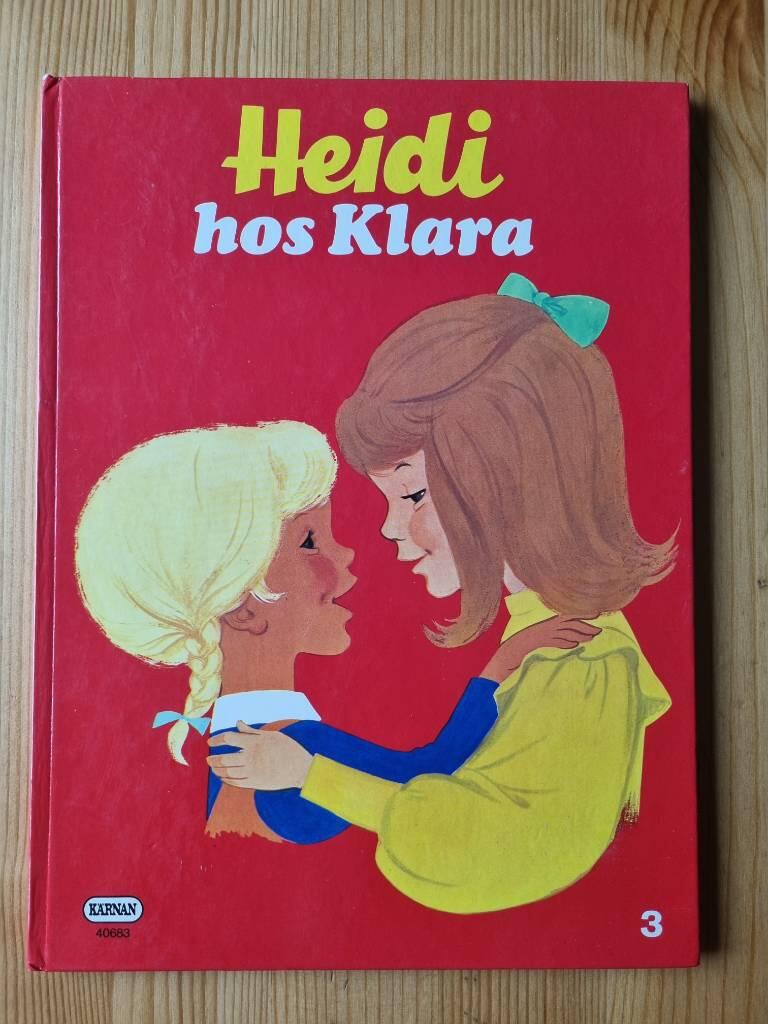 Heidi
hos Klara
KÄRNAN
40683
3